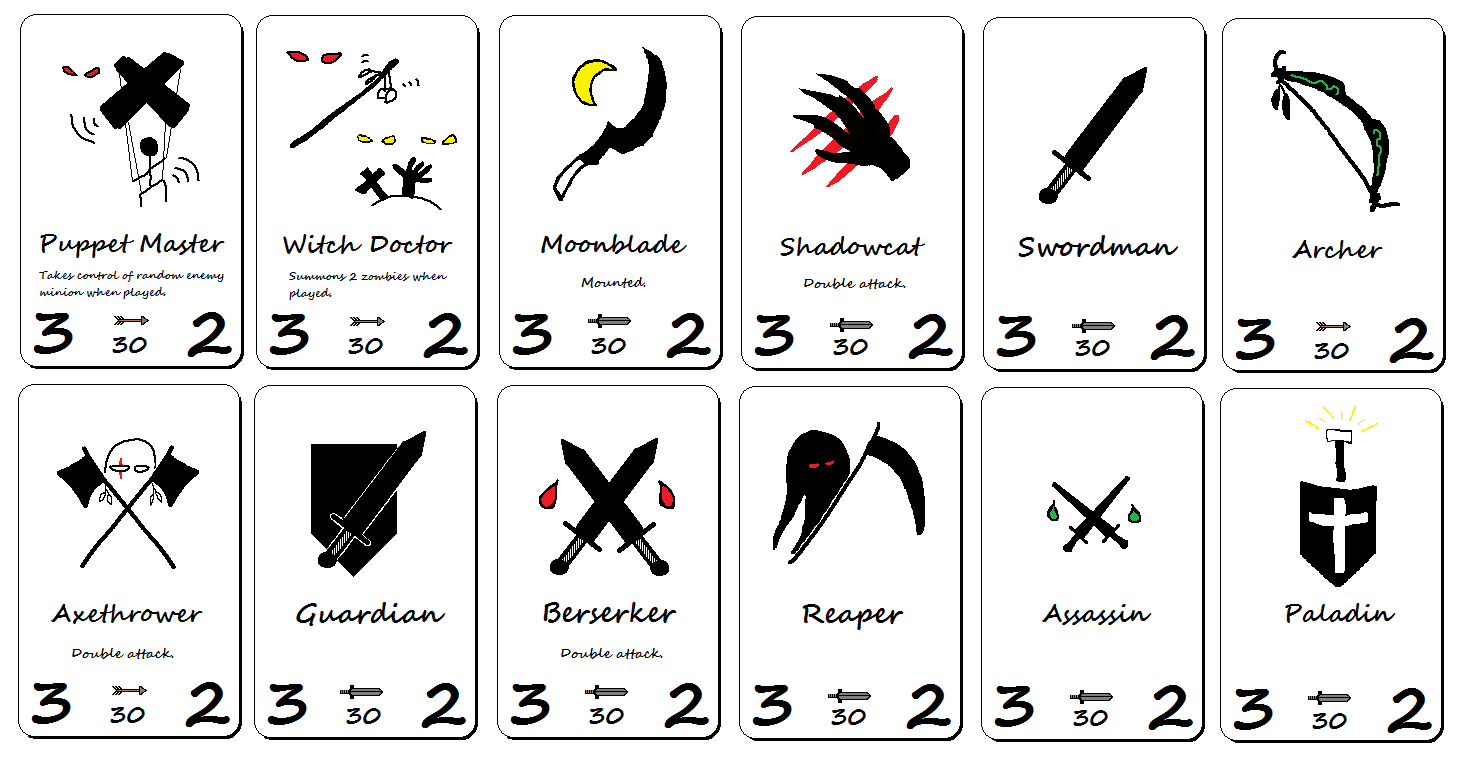 Puppet Master
Takes control of random enemy
minion when played.
3 30 2
Witch Doctor
Summons 2 zombies when
played.
3 30 2
Moonblade
Mounted.
3 30 2
Shadowcat
Double attack.
3 30 2
Swordman
3 30 2
Archer
3 30 2
Axethrower
Double attack.
3 30 2
Guardian
3 30 2
Berserker
Double attack.
3 30 2
Reaper
3 30 2
Assassin
3 30 2
Paladin
3 30 2